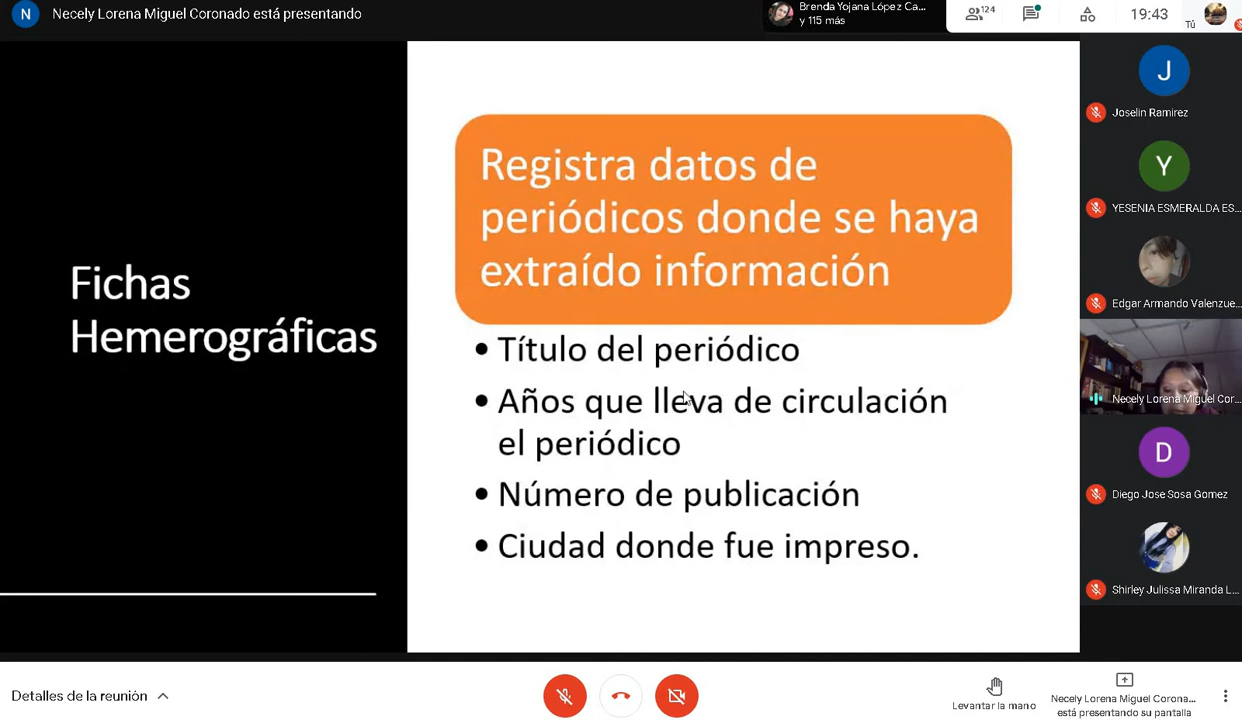 N Necely Lorena Miguel Coronado está presentando
Brenda Yojana López Ca...
y 115 más
124
19:43
Tú
Fichas
Hemerográficas
Registra datos de
periódicos donde se haya
extraído información
• Título del periódico
• Años que lleva de circulación
el periódico
• Número de publicación
• Ciudad donde fue impreso.
J
Joselin Ramirez
Y
YESENIA ESMERALDA ES...
Edgar Armando Valenzue...
Necely Lorena Miguel Cor...
D
Diego Jose Sosa Gomez
Shirley Julissa Miranda L...
Detalles de la reunión
Levantar la mano
Necely Lorena Miguel Corona...
está presentando su pantalla